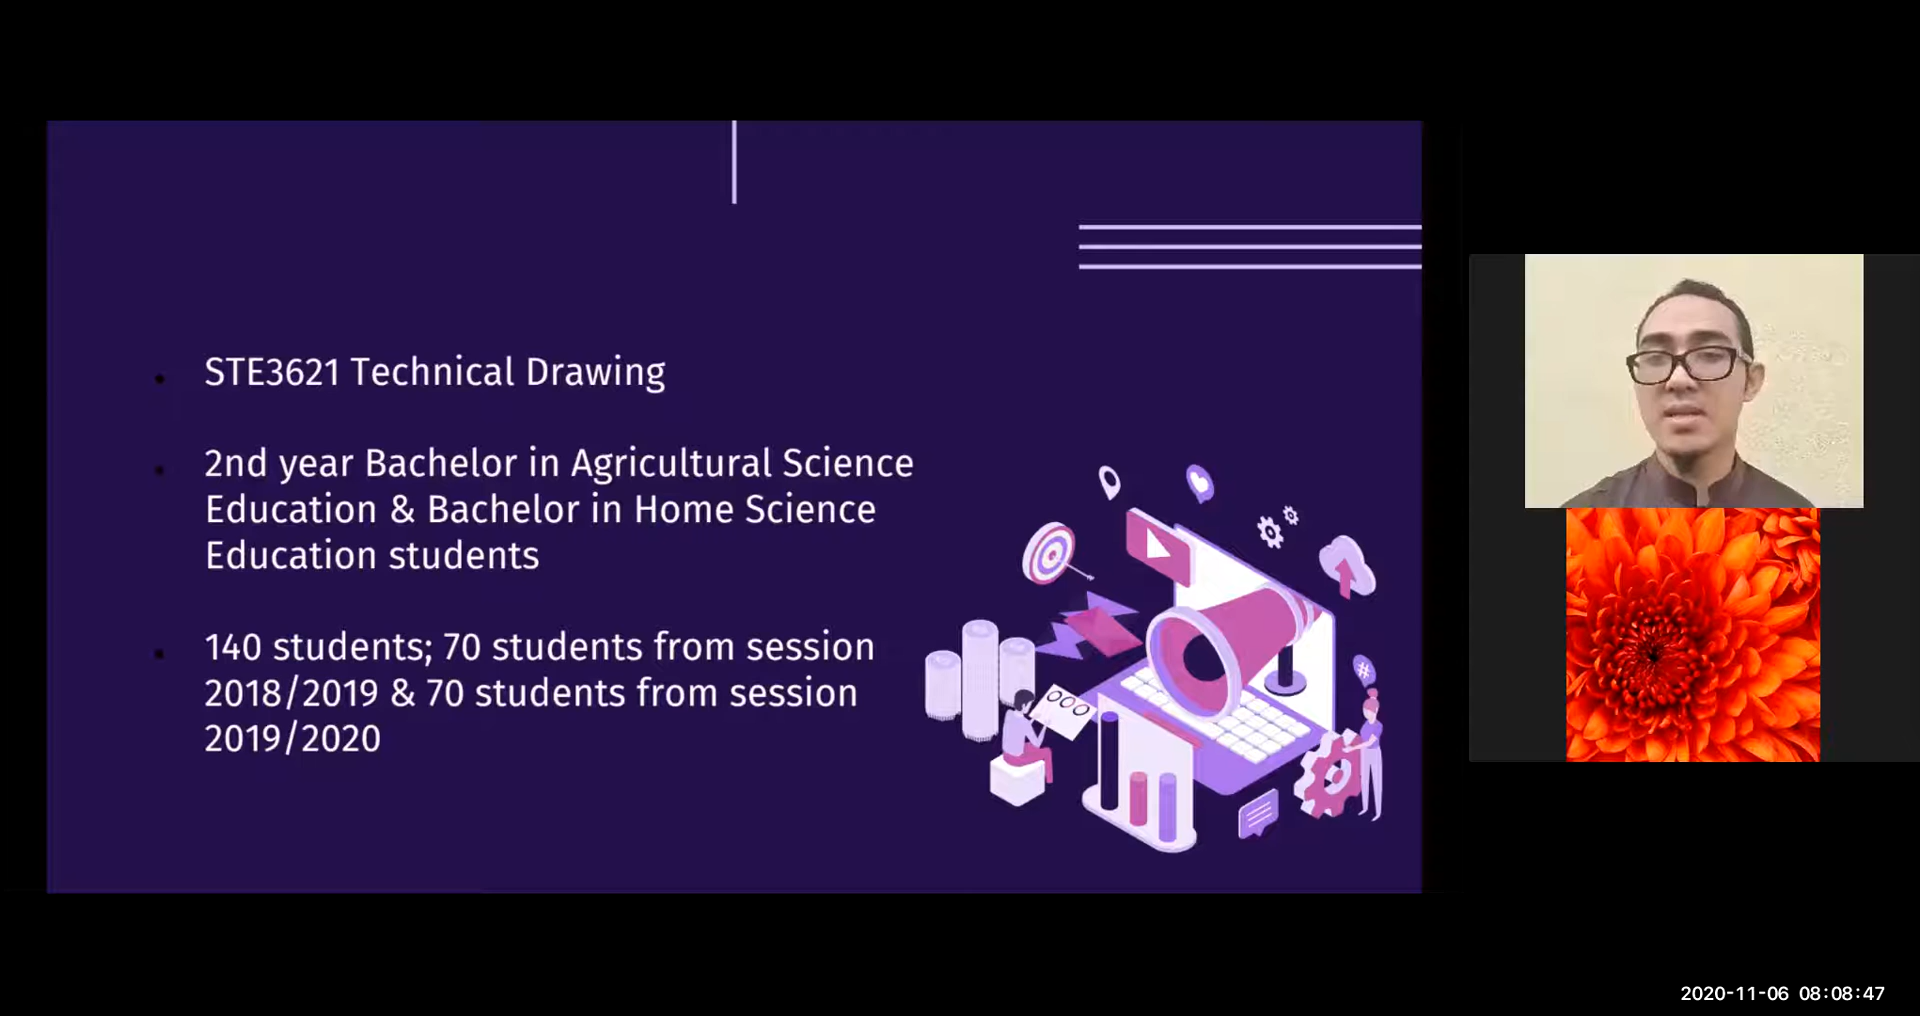 STE3621 Technical Drawing
2nd year Bachelor in Agricultural Science
Education & Bachelor in Home Science
Education students
140 students; 70 students from session
2018/2019 & 70 students from session
2019/2020
#
2020-11-06 08:08:47